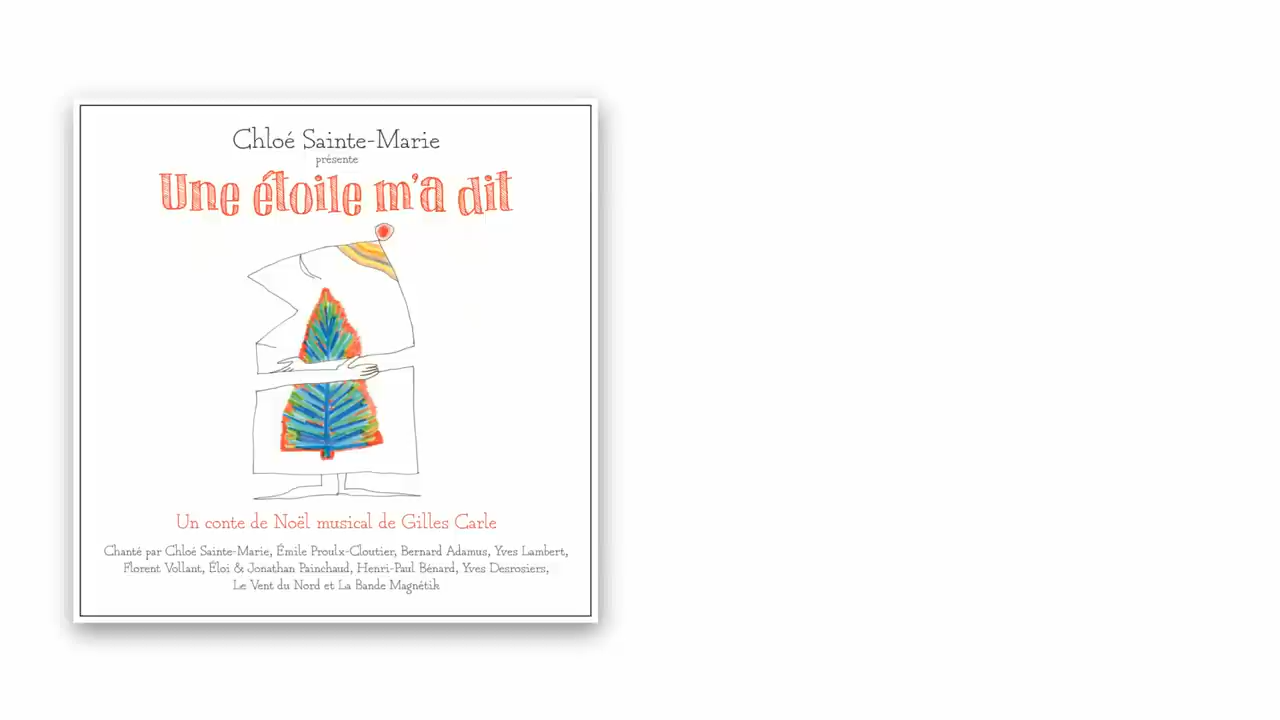 Chloé Sainte-Marie
présente
Une étoile m'a dit
Un conte de Noël musical de Gilles Carle
Chanté par Chloé Sainte-Marie, Émile Proulx-Cloutier, Bernard Adamus, Yves Lambert,
Florent Vollant, Éloi & Jonathan Painchaud, Henri-Paul Bénard, Yves Desrosiers,
Le Vent du Nord et La Bande Magnétik